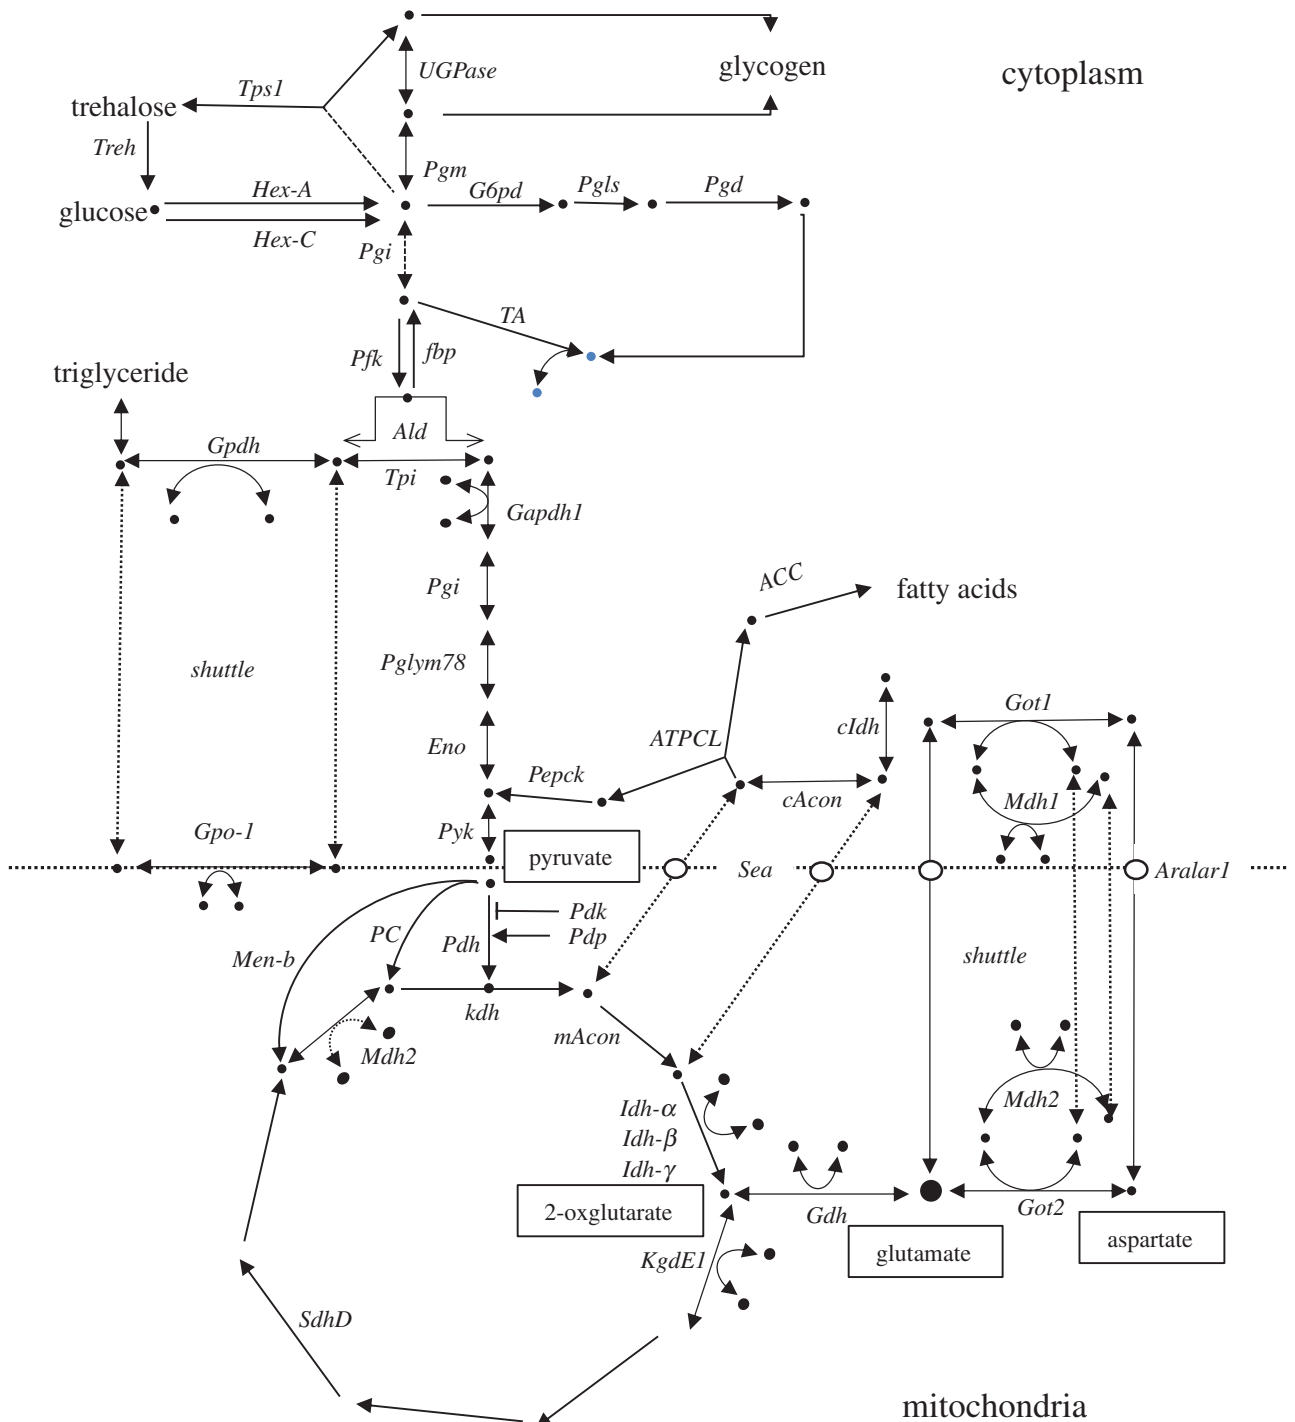 UGPase
glycogen
cytoplasm
Tps1
trehalose
Treh
Pgm
Hex-A
G6pd
Pgls
Pgd
glucose
Hex-C
Pgi
TA
Pfk
fbp
triglyceride
Ald
Gpdh
Tpi
Gapdh1
Pgi
ACC
fatty acids
shuttle
Pglym78
Got1
cIdh
Eno
ATPCL
Pepck
cAcon
Mdh1
Gpo-1
Pyk
pyruvate
Sea
Aralar1
Pdk
PC
Pdh
Pdp
Men-b
shuttle
kdh
mAcon
Mdh2
Mdh2
Idh-α
Idh-β
Idh-γ
2-oxglutarate
Gdh
Got2
glutamate
aspartate
KgdE1
SdhD
mitochondria